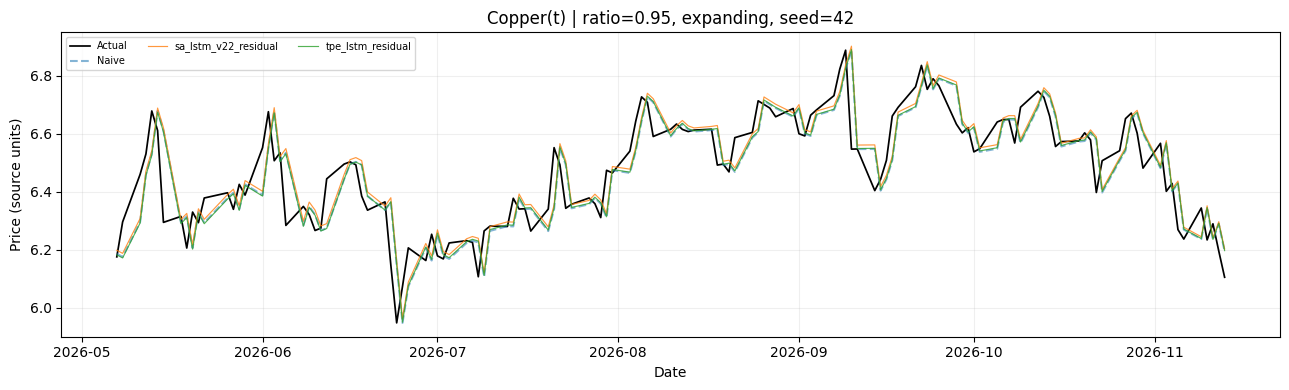 Copper(t) | ratio=0.95, expanding, seed=42
Actual
Naive
sa_lstm_v22_residual
tpe_lstm_residual
Price (source units)
6.8
6.6
6.4
6.2
6.0
2026-05
2026-06
2026-07
2026-08
2026-09
2026-10
2026-11
Date